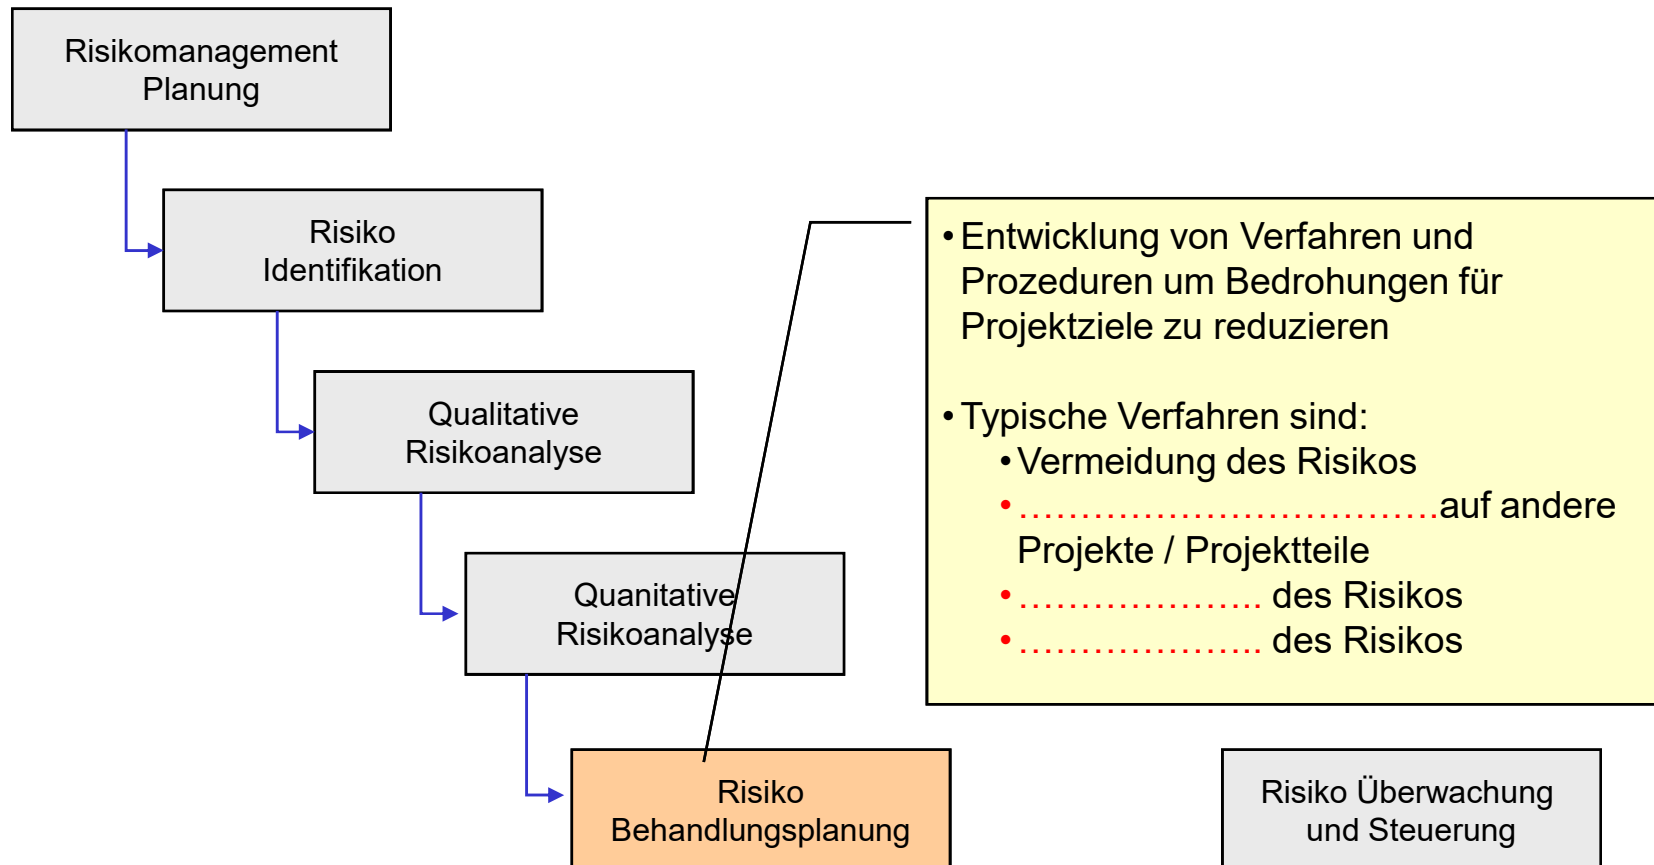 Risikomanagement
Planung
Risiko
Identifikation
Qualitative
Risikoanalyse
Quanitative
Risikoanalyse
Risiko
Behandlungsplanung
• Entwicklung von Verfahren und
Prozeduren um Bedrohungen für
Projektziele zu reduzieren
• Typische Verfahren sind:
• Vermeidung des Risikos
• ……………………………….auf andere
Projekte / Projektteile
• ………………….. des Risikos
• ………………….. des Risikos
Risiko Überwachung
und Steuerung